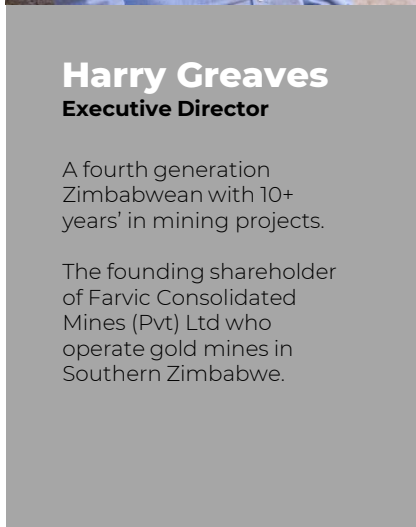 Harry Greaves
Executive Director
A fourth generation
Zimbabwean with 10+
years’ in mining projects.
The founding shareholder
of Farvic Consolidated
Mines (Pvt) Ltd who
operate gold mines in
Southern Zimbabwe.